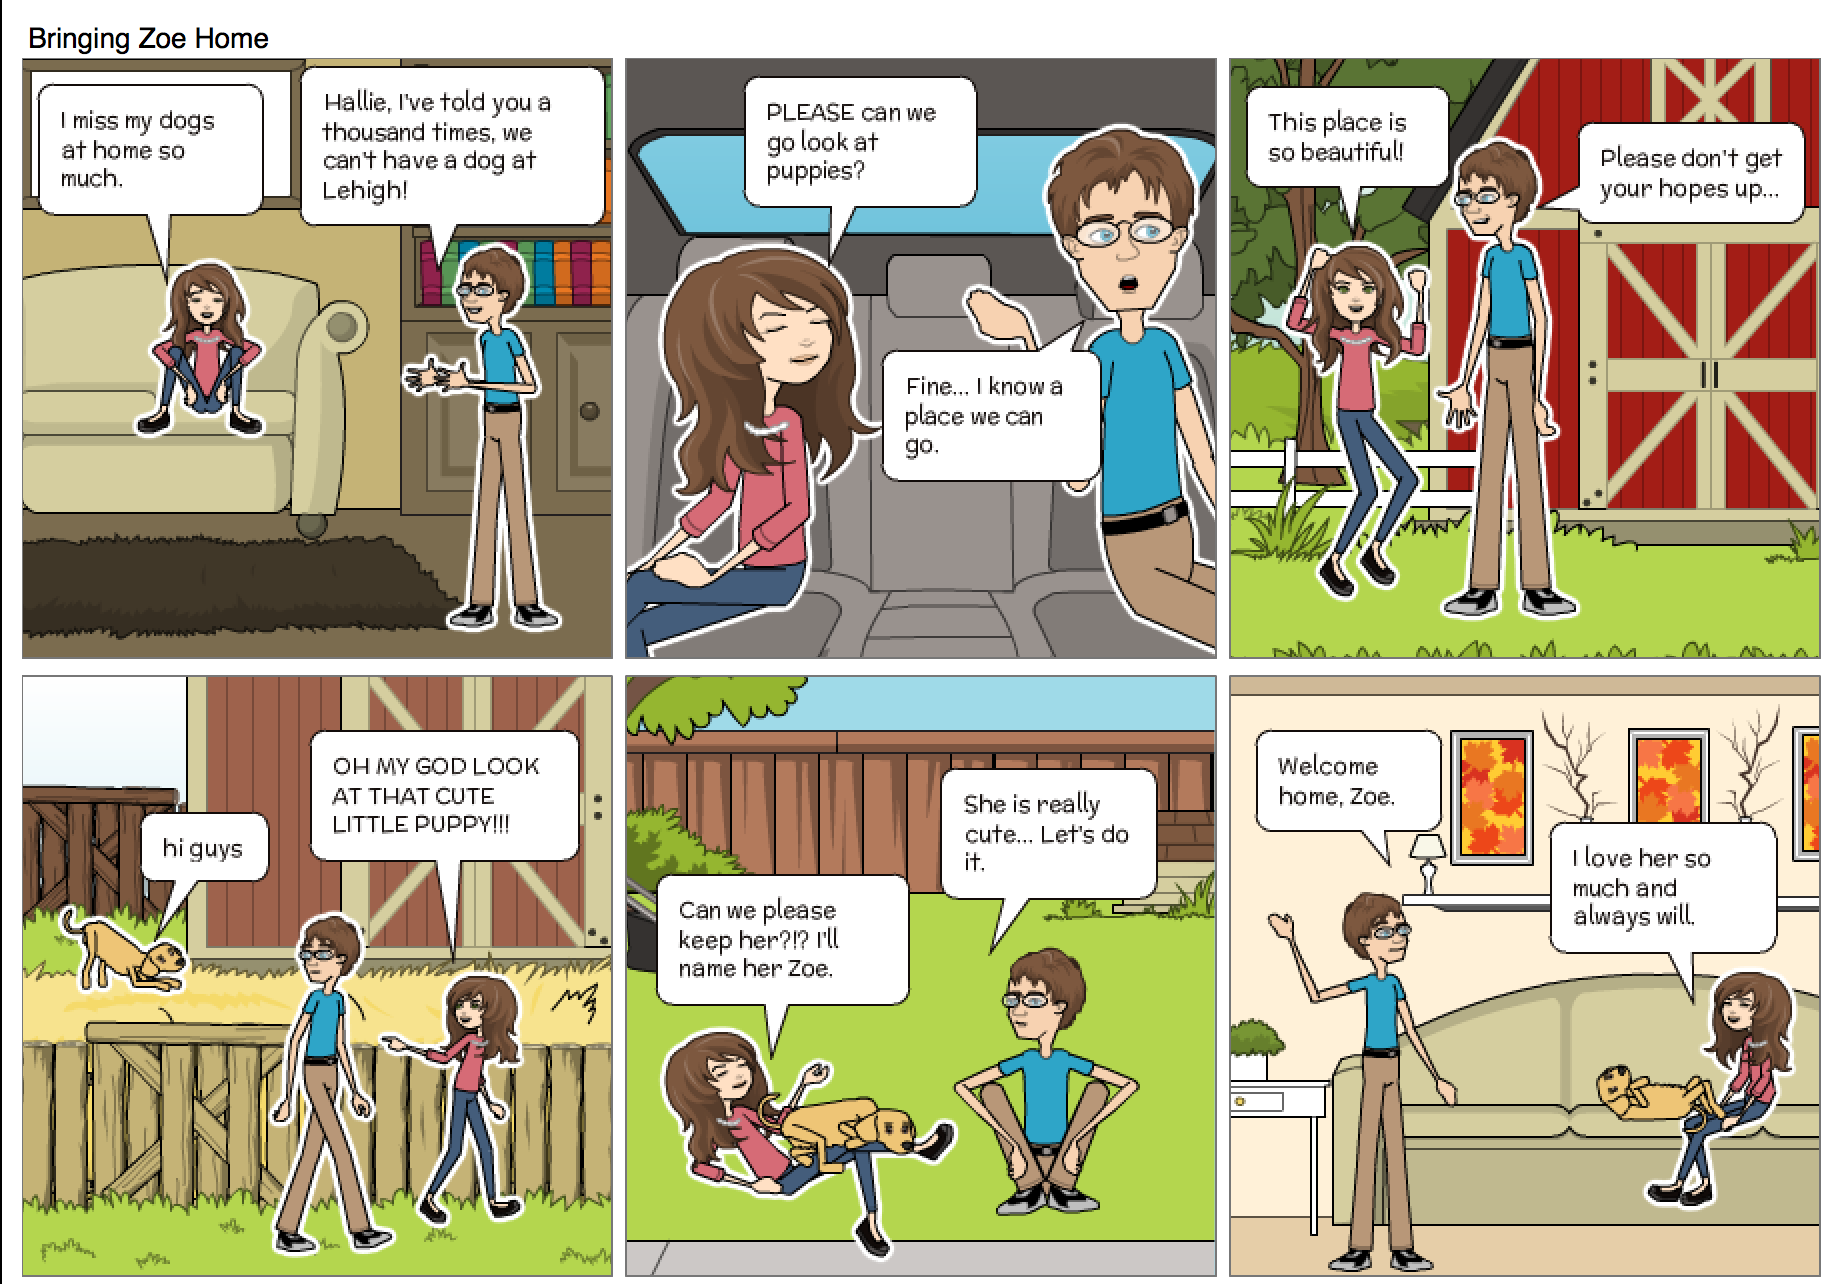 Bringing Zoe Home
I miss my dogs
at home so
much.
Hallie, I've told you a
thousand times, we
can't have a dog at
Lehigh!
PLEASE can we
go look at
puppies?
Fine... I know a
place we can
go.
This place is
so beautiful!
Please don't get
your hopes up...
hi guys
OH MY GOD LOOK
AT THAT CUTE
LITTLE PUPPY!!!
Can we please
keep her?!? I'll
name her Zoe.
She is really
cute... Let's do
it.
Welcome
home, Zoe.
I love her so
much and
always will.